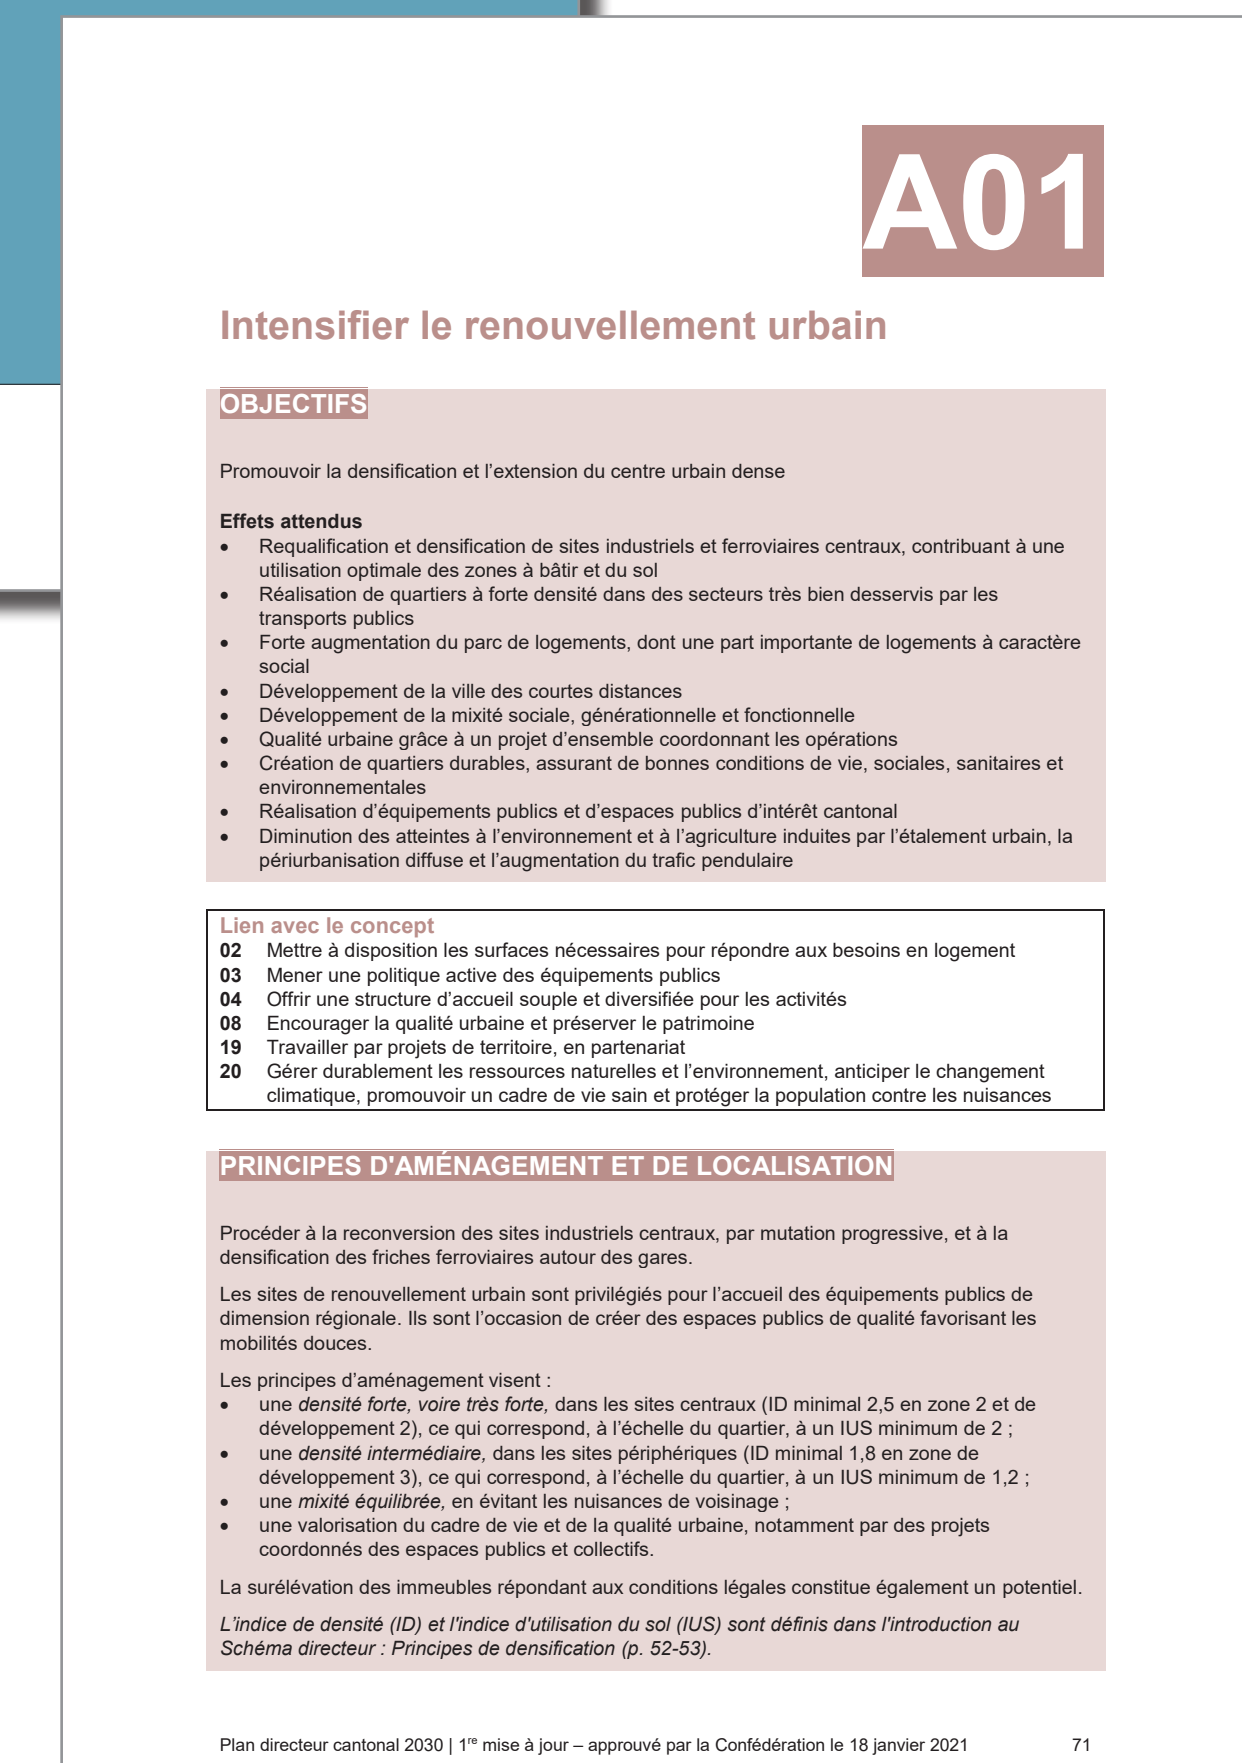 A01
Intensifier le renouvellement urbain
OBJECTIFS
Promouvoir la densification et l’extension du centre urbain dense
Effets attendus
• Requalification et densification de sites industriels et ferroviaires centraux, contribuant à une
utilisation optimale des zones à bâtir et du sol
• Réalisation de quartiers à forte densité dans des secteurs très bien desservis par les
transports publics
• Forte augmentation du parc de logements, dont une part importante de logements à caractère
social
• Développement de la ville des courtes distances
• Développement de la mixité sociale, générationnelle et fonctionnelle
• Qualité urbaine grâce à un projet d’ensemble coordonnant les opérations
• Création de quartiers durables, assurant de bonnes conditions de vie, sociales, sanitaires et
environnementales
• Réalisation d’équipements publics et d’espaces publics d’intérêt cantonal
• Diminution des atteintes à l’environnement et à l’agriculture induites par l’étalement urbain, la
périurbanisation diffuse et l’augmentation du trafic pendulaire
Lien avec le concept
02 Mettre à disposition les surfaces nécessaires pour répondre aux besoins en logement
03 Mener une politique active des équipements publics
04 Offrir une structure d’accueil souple et diversifiée pour les activités
08 Encourager la qualité urbaine et préserver le patrimoine
19 Travailler par projets de territoire, en partenariat
20 Gérer durablement les ressources naturelles et l’environnement, anticiper le changement
climatique, promouvoir un cadre de vie sain et protéger la population contre les nuisances
PRINCIPES D'AMÉNAGEMENT ET DE LOCALISATION
Procéder à la reconversion des sites industriels centraux, par mutation progressive, et à la
densification des friches ferroviaires autour des gares.
Les sites de renouvellement urbain sont privilégiés pour l’accueil des équipements publics de
dimension régionale. Ils sont l’occasion de créer des espaces publics de qualité favorisant les
mobilités douces.
Les principes d’aménagement visent :
• une densité forte, voire très forte, dans les sites centraux (ID minimal 2,5 en zone 2 et de
développement 2), ce qui correspond, à l’échelle du quartier, à un IUS minimum de 2 ;
• une densité intermédiaire, dans les sites périphériques (ID minimal 1,8 en zone de
développement 3), ce qui correspond, à l’échelle du quartier, à un IUS minimum de 1,2 ;
• une mixité équilibrée, en évitant les nuisances de voisinage ;
• une valorisation du cadre de vie et de la qualité urbaine, notamment par des projets
coordonnés des espaces publics et collectifs.
La surélévation des immeubles répondant aux conditions légales constitue également un potentiel.
L’indice de densité (ID) et l'indice d'utilisation du sol (IUS) sont définis dans l'introduction au
Schéma directeur : Principes de densification (p. 52-53).
Plan directeur cantonal 2030 | 1re mise à jour – approuvé par la Confédération le 18 janvier 2021 71